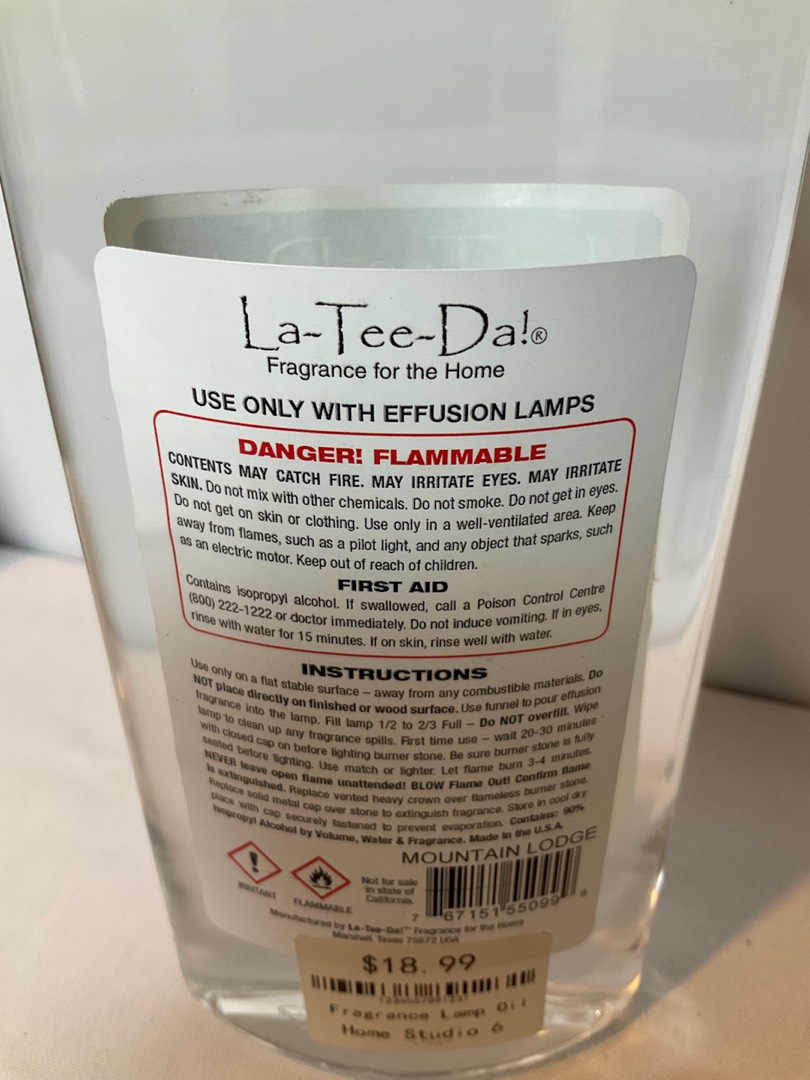 La-Tee-Da!®
Fragrance for the Home
USE ONLY WITH EFFUSION LAMPS
DANGER! FLAMMABLE
CONTENTS MAY CATCH FIRE. MAY IRRITATE EYES. MAY IRRITATE
SKIN. Do not mix with other chemicals. Do not smoke. Do not get in eyes.
Do not get on skin or clothing. Use only in a well-ventilated area. Keep
away from flames, such as a pilot light, and any object that sparks, such
as an electric motor. Keep out of reach of children.
FIRST AID
Contains isopropyl alcohol. If swallowed, call a Poison Control Centre
(800) 222-1222 or doctor immediately. Do not induce vomiting. If in eyes,
rinse with water for 15 minutes. If on skin, rinse well with water.
INSTRUCTIONS
Use only on a flat stable surface – away from any combustible materials. Do
NOT place directly on finished or wood surface. Use funnel to pour effusion
fragrance into the lamp. Fill lamp 1/2 to 2/3 Full – Do NOT overfill. Wipe
lamp to clean up any fragrance spills. First time use – wait 20-30 minutes
with closed cap on before lighting burner stone. Be sure burner stone is fully
seated before lighting. Use match or lighter. Let flame burn 3-4 minutes.
NEVER leave open flame unattended! BLOW Flame Out! Confirm flame
is extinguished. Replace vented heavy crown over flameless burner stone.
Replace solid metal cap over stone to extinguish fragrance. Store in cool dry
place with cap securely fastened to prevent evaporation. Contains: 90%
Isopropyl Alcohol by Volume, Water & Fragrance. Made in the U.S.A.
MOUNTAIN LODGE
IRRITANT
FLAMMABLE
Not for sale
in state of
California.
7 67151 55099 9
Manufactured by La-Tee-Da!™ Fragrance for the Home
Marshall, Texas 75672 USA
$18.99
Fragrance Lamp Oil
Home Studio 6